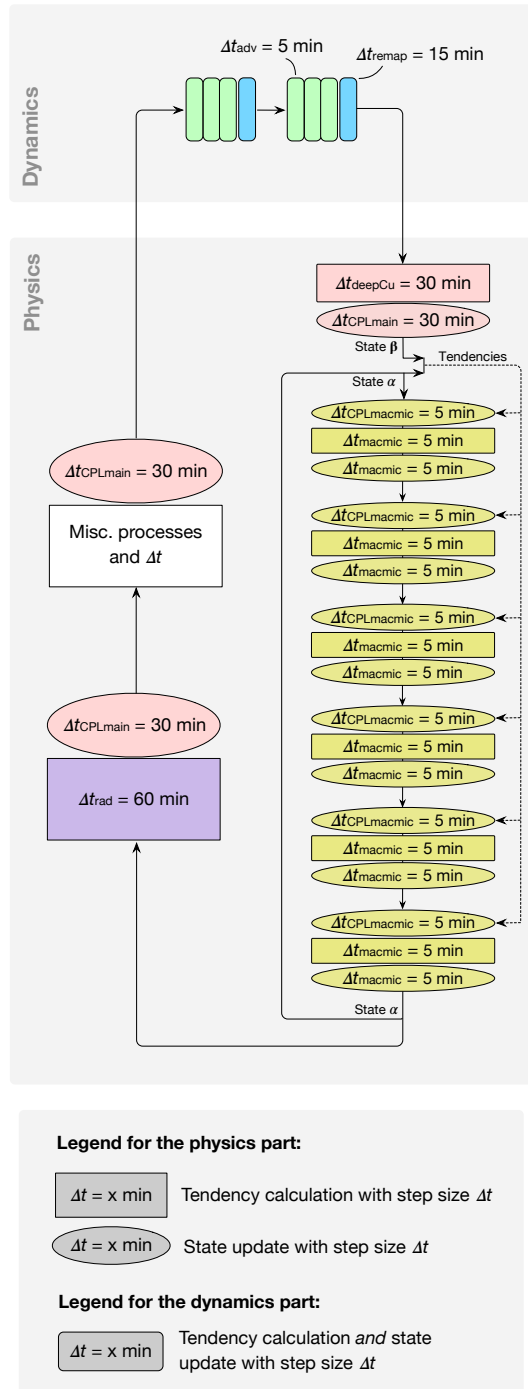 Δtadv = 5 min
Δtremap = 15 min
Dynamics
Physics
ΔtdeepCu = 30 min
ΔtCPLmain = 30 min
State β
Tendencies
State α
ΔtCPLmacmic = 5 min
Δtmacmic = 5 min
Δtmacmic = 5 min
ΔtCPLmacmic = 5 min
Δtmacmic = 5 min
Δtmacmic = 5 min
ΔtCPLmacmic = 5 min
Δtmacmic = 5 min
Δtmacmic = 5 min
ΔtCPLmacmic = 5 min
Δtmacmic = 5 min
Δtmacmic = 5 min
ΔtCPLmacmic = 5 min
Δtmacmic = 5 min
Δtmacmic = 5 min
ΔtCPLmacmic = 5 min
Δtmacmic = 5 min
Δtmacmic = 5 min
State α
ΔtCPLmain = 30 min
Misc. processes
and Δt
ΔtCPLmain = 30 min
Δtrad = 60 min
Legend for the physics part:
Δt = x min
Tendency calculation with step size Δt
Δt = x min
State update with step size Δt
Legend for the dynamics part:
Δt = x min
Tendency calculation and state
update with step size Δt